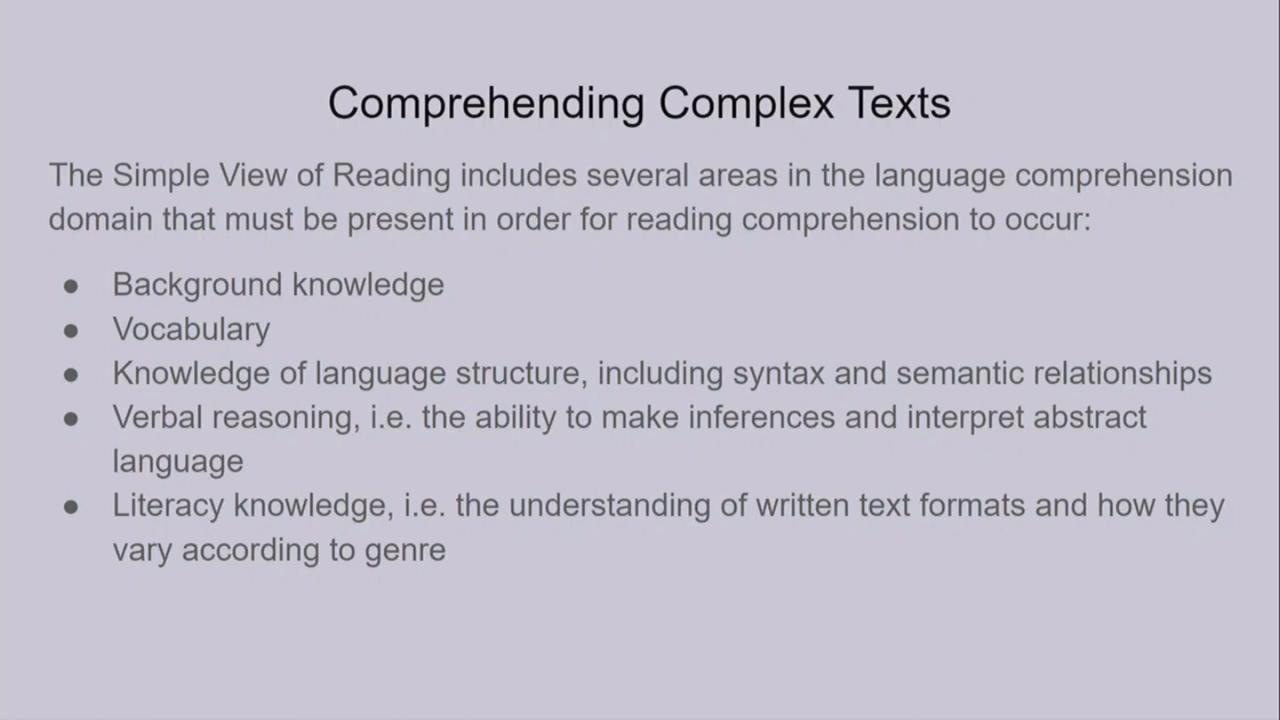 Comprehending Complex Texts
The Simple View of Reading includes several areas in the language comprehension
domain that must be present in order for reading comprehension to occur:
● Background knowledge
● Vocabulary
● Knowledge of language structure, including syntax and semantic relationships
● Verbal reasoning, i.e. the ability to make inferences and interpret abstract
language
● Literacy knowledge, i.e. the understanding of written text formats and how they
vary according to genre